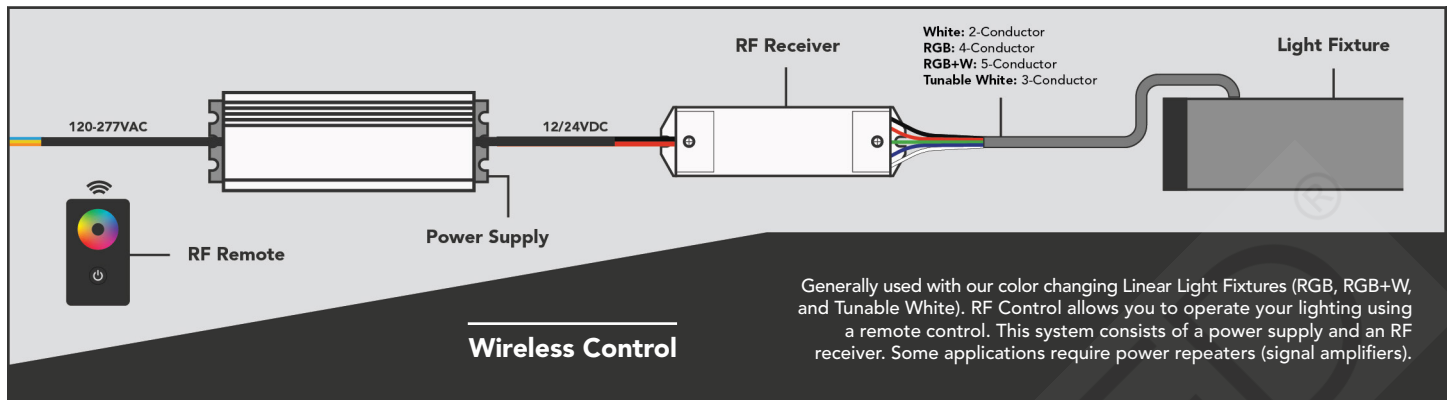 RF Receiver
White: 2-Conductor
RGB: 4-Conductor
RGB+W: 5-Conductor
Tunable White: 3-Conductor
Light Fixture
120-277VAC
12/24VDC
Power Supply
RF Remote
Wireless Control
Generally used with our color changing Linear Light Fixtures (RGB, RGB+W,
and Tunable White). RF Control allows you to operate your lighting using
a remote control. This system consists of a power supply and an RF
receiver. Some applications require power repeaters (signal amplifiers).
®